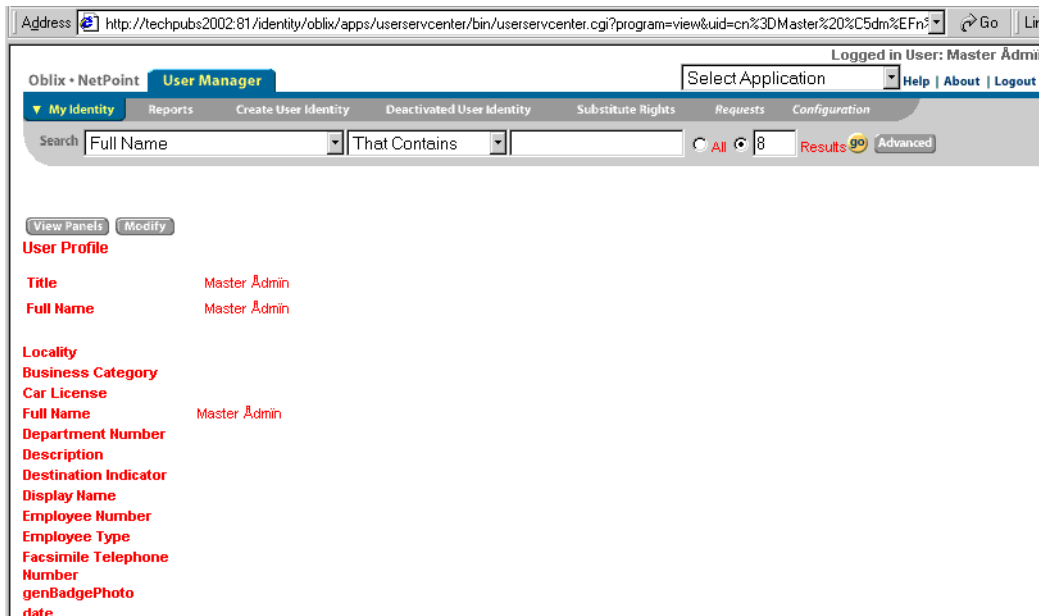 Address http://techpubs2002:81/identity/oblix/apps/userservcenter/bin/userservcenter.cgi?program=view&uid=cn%3DMaster%20%C5dm%EFn% Go
Logged in User: Master Ådmï
Oblix • NetPoint User Manager Select Application Help | About | Logout
My Identity Reports Create User Identity Deactivated User Identity Substitute Rights Requests Configuration
Search Full Name That Contains All 8 Results go Advanced
View Panels Modify
User Profile
Title Master Ådmïn
Full Name Master Ådmïn
Locality
Business Category
Car License
Full Name Master Ådmïn
Department Number
Description
Destination Indicator
Display Name
Employee Number
Employee Type
Facsimile Telephone
Number
genBadgePhoto
date